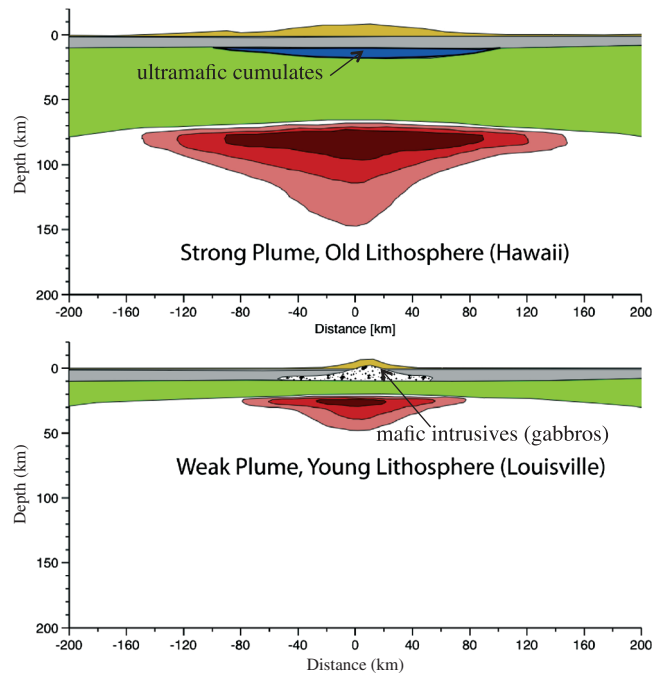 0
50
100
150
200
Depth (km)
ultramafic cumulates
Strong Plume, Old Lithosphere (Hawaii)
-200 -160 -120 -80 -40 0 40 80 120 160 200
Distance [km]
0
50
100
150
200
Depth (km)
mafic intrusives (gabbros)
Weak Plume, Young Lithosphere (Louisville)
-200 -160 -120 -80 -40 0 40 80 120 160 200
Distance (km)